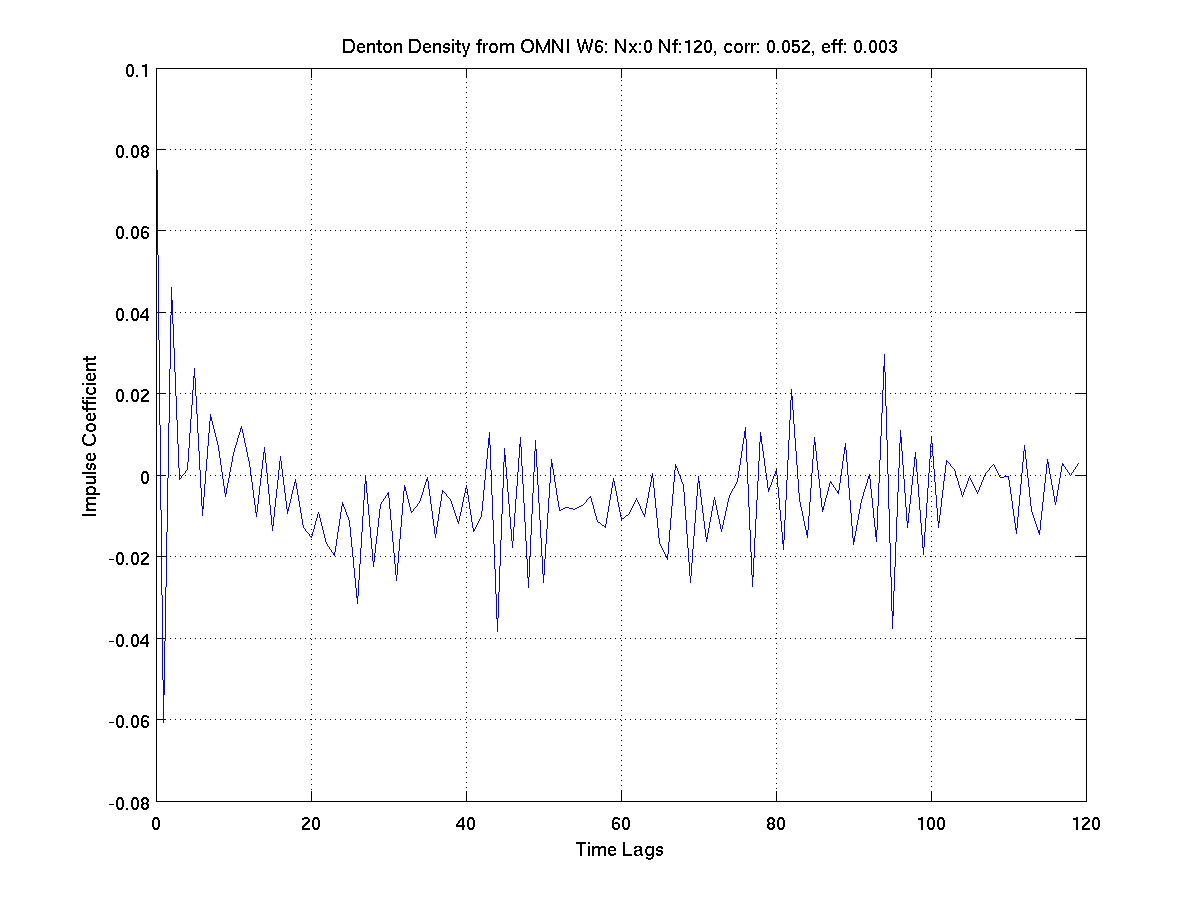 Denton Density from OMNI W6: Nx:0 Nf:120, corr: 0.052, eff: 0.003
0.1
0.08
0.06
0.04
0.02
0
-0.02
-0.04
-0.06
-0.08
Impulse Coefficient
0 20 40 60 80 100 120
Time Lags